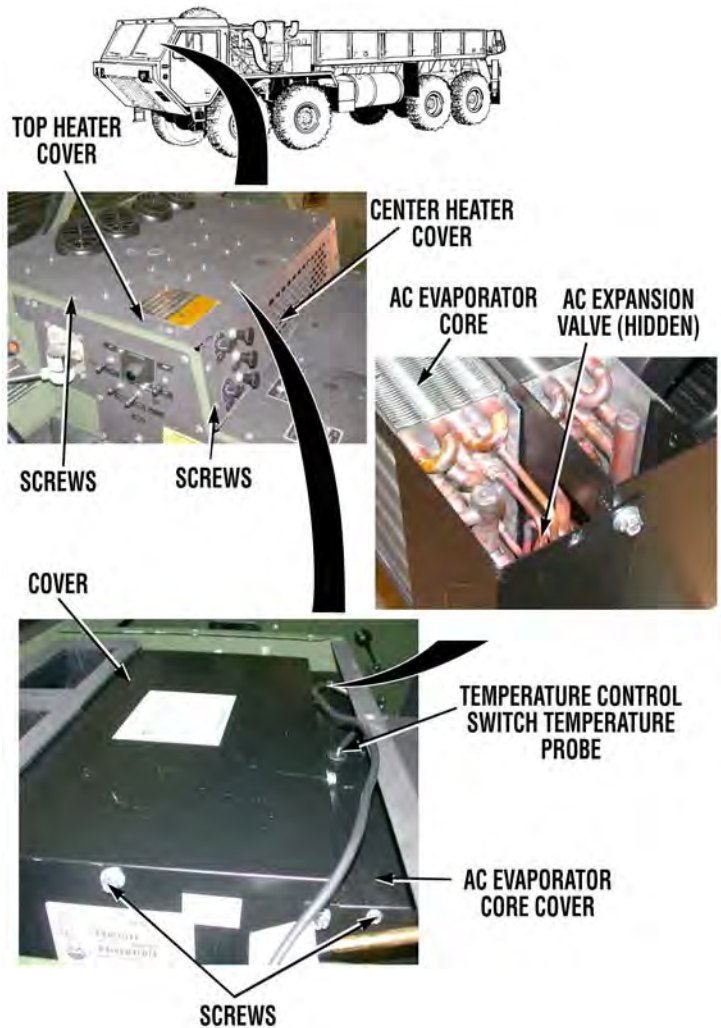 TOP HEATER
COVER
CENTER HEATER
COVER
AC EVAPORATOR
CORE
AC EXPANSION
VALVE (HIDDEN)
SCREWS
SCREWS
COVER
TEMPERATURE CONTROL
SWITCH TEMPERATURE
PROBE
AC EVAPORATOR
CORE COVER
SCREWS